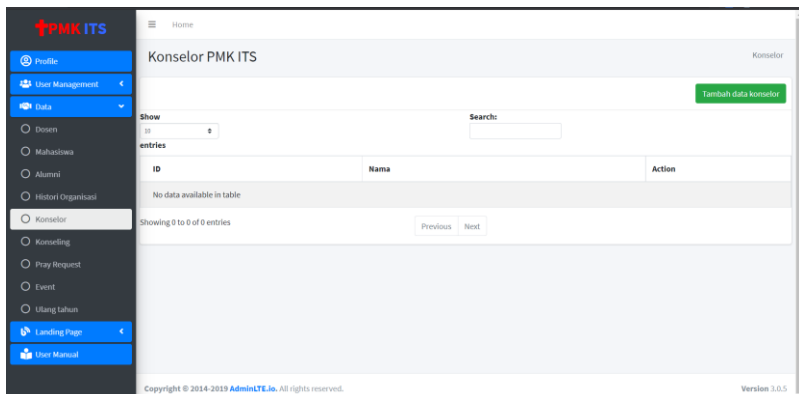 PMK ITS
Home
Profile
User Management
Data
Dosen
Mahasiswa
Alumni
Histori Organisasi
Konselor
Konseling
Pray Request
Event
Ulang tahun
Landing Page
User Manual
Konselor PMK ITS
Konselor
Tambah data konselor
Show
10
entries
Search:
ID Nama Action
No data available in table
Showing 0 to 0 of 0 entries
Previous Next
Copyright © 2014-2019 AdminLTE.io. All rights reserved.
Version 3.0.5